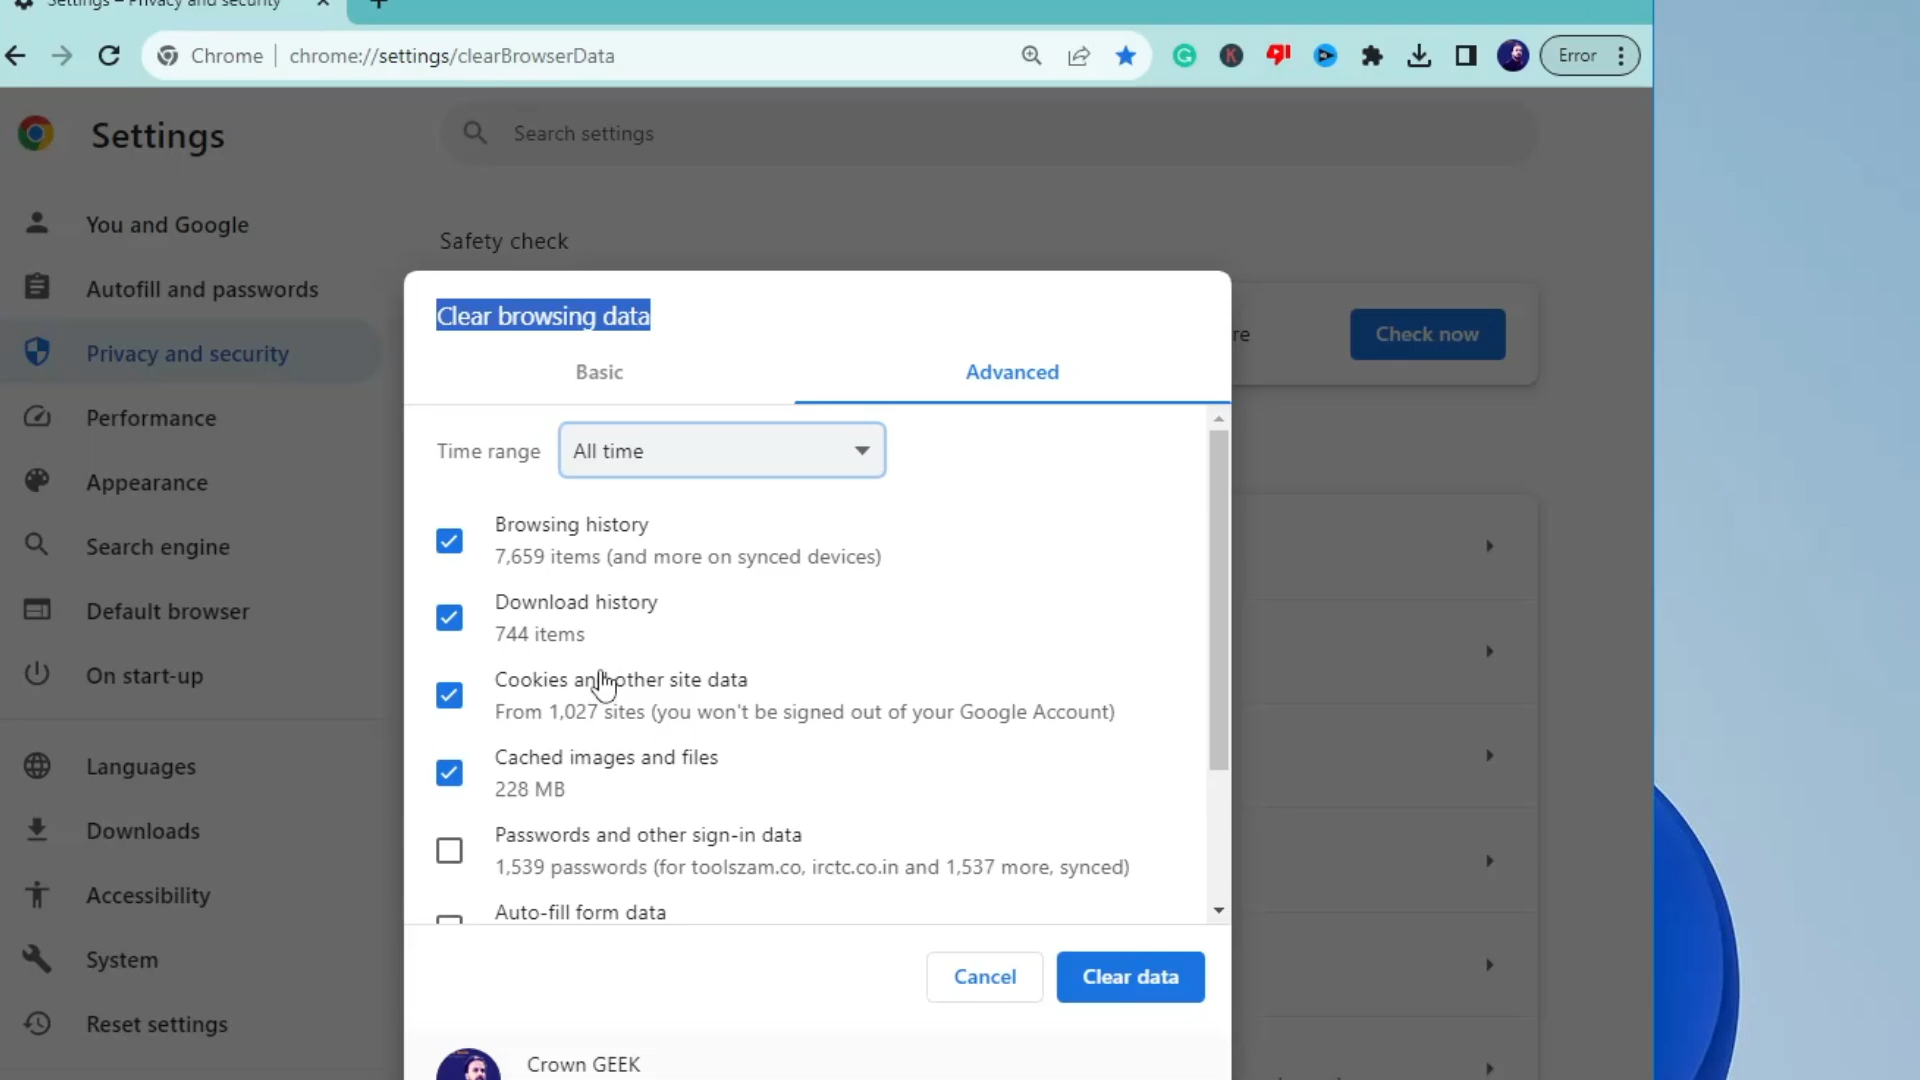 Settings – Privacy and security
Chrome
chrome://settings/clearBrowserData
Error
Settings
Search settings
You and Google
Autofill and passwords
Privacy and security
Performance
Appearance
Search engine
Default browser
On start-up
Languages
Downloads
Accessibility
System
Reset settings
Safety check
re
Check now
Clear browsing data
Basic
Advanced
Time range
All time
Browsing history
7,659 items (and more on synced devices)
Download history
744 items
Cookies and other site data
From 1,027 sites (you won't be signed out of your Google Account)
Cached images and files
228 MB
Passwords and other sign-in data
1,539 passwords (for toolszam.co, irctc.co.in and 1,537 more, synced)
Auto-fill form data
Cancel
Clear data
Crown GEEK